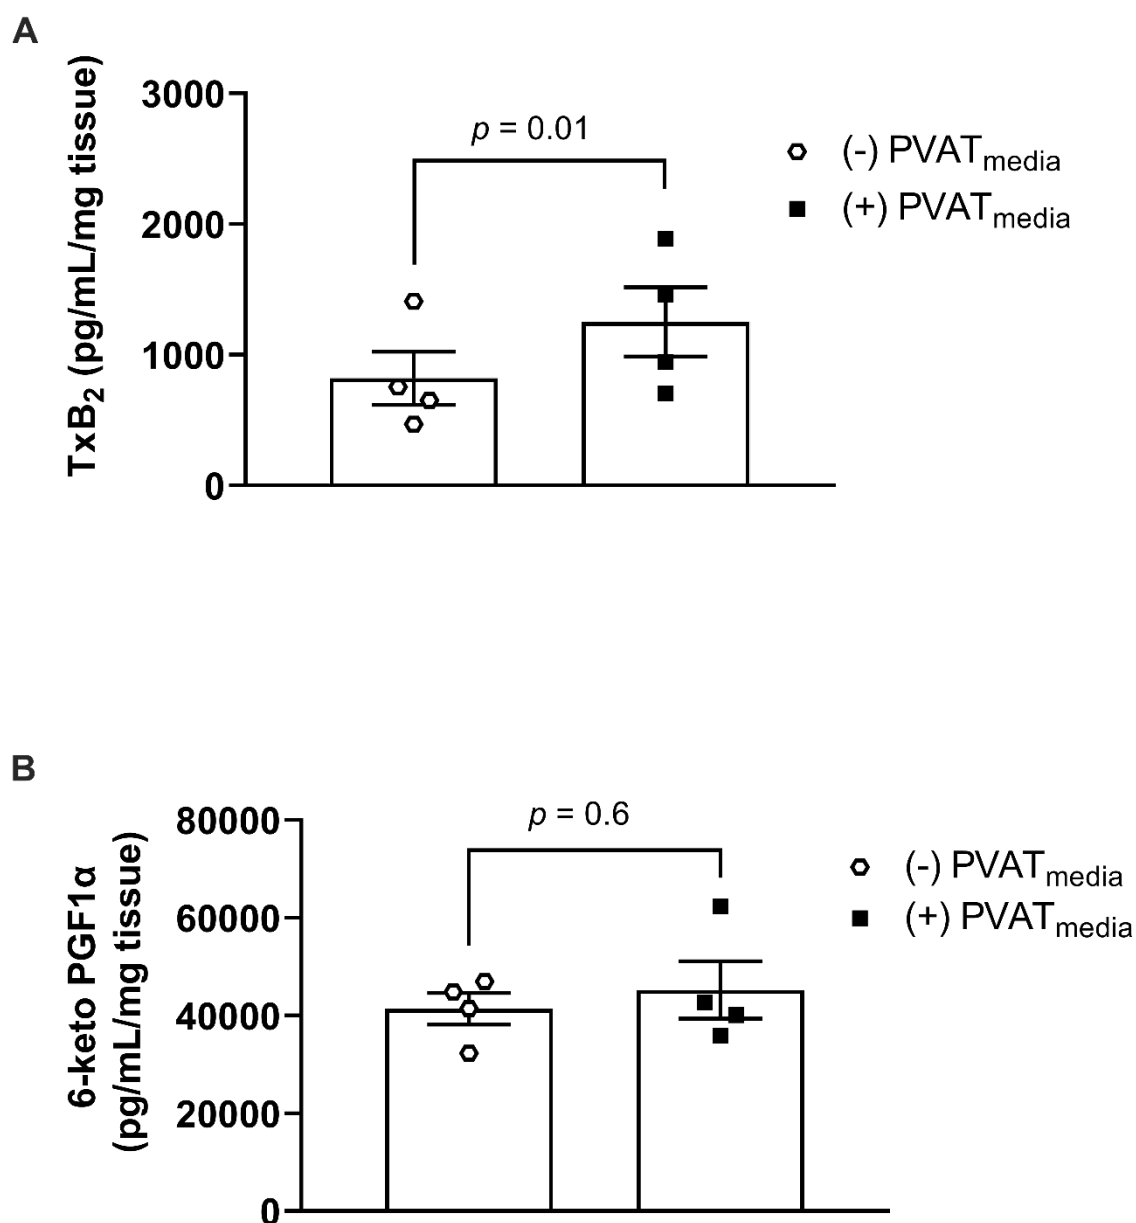 A
TxB₂ (pg/mL/mg tissue)
3000
2000
1000
0
p = 0.01
(-) PVATmedia
(+) PVATmedia
B
6-keto PGF1α
(pg/mL/mg tissue)
80000
60000
40000
20000
0
p = 0.6
(-) PVATmedia
(+) PVATmedia